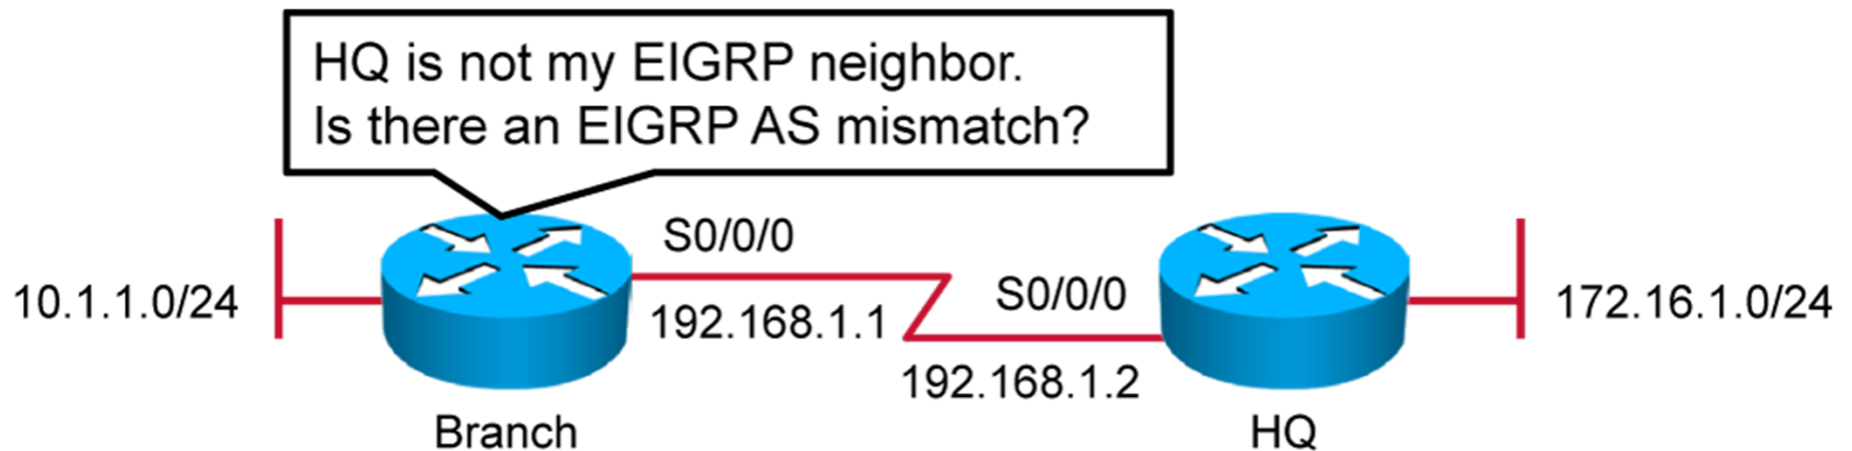 HQ is not my EIGRP neighbor.
Is there an EIGRP AS mismatch?
S0/0/0
S0/0/0
10.1.1.0/24
192.168.1.1
172.16.1.0/24
192.168.1.2
Branch
HQ